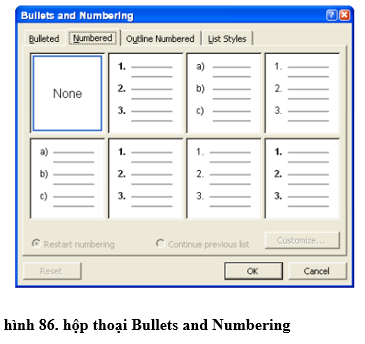 Bullets and Numbering
Bulleted Numbered Outline Numbered List Styles
None
1.
2.
3.
a)
b)
c)
1.
2.
3.
a)
b)
c)
1.
2.
3.
1.
2.
3.
1.
2.
3.
Restart numbering Continue previous list Customize...
Reset OK Cancel
hình 86. hộp thoại Bullets and Numbering